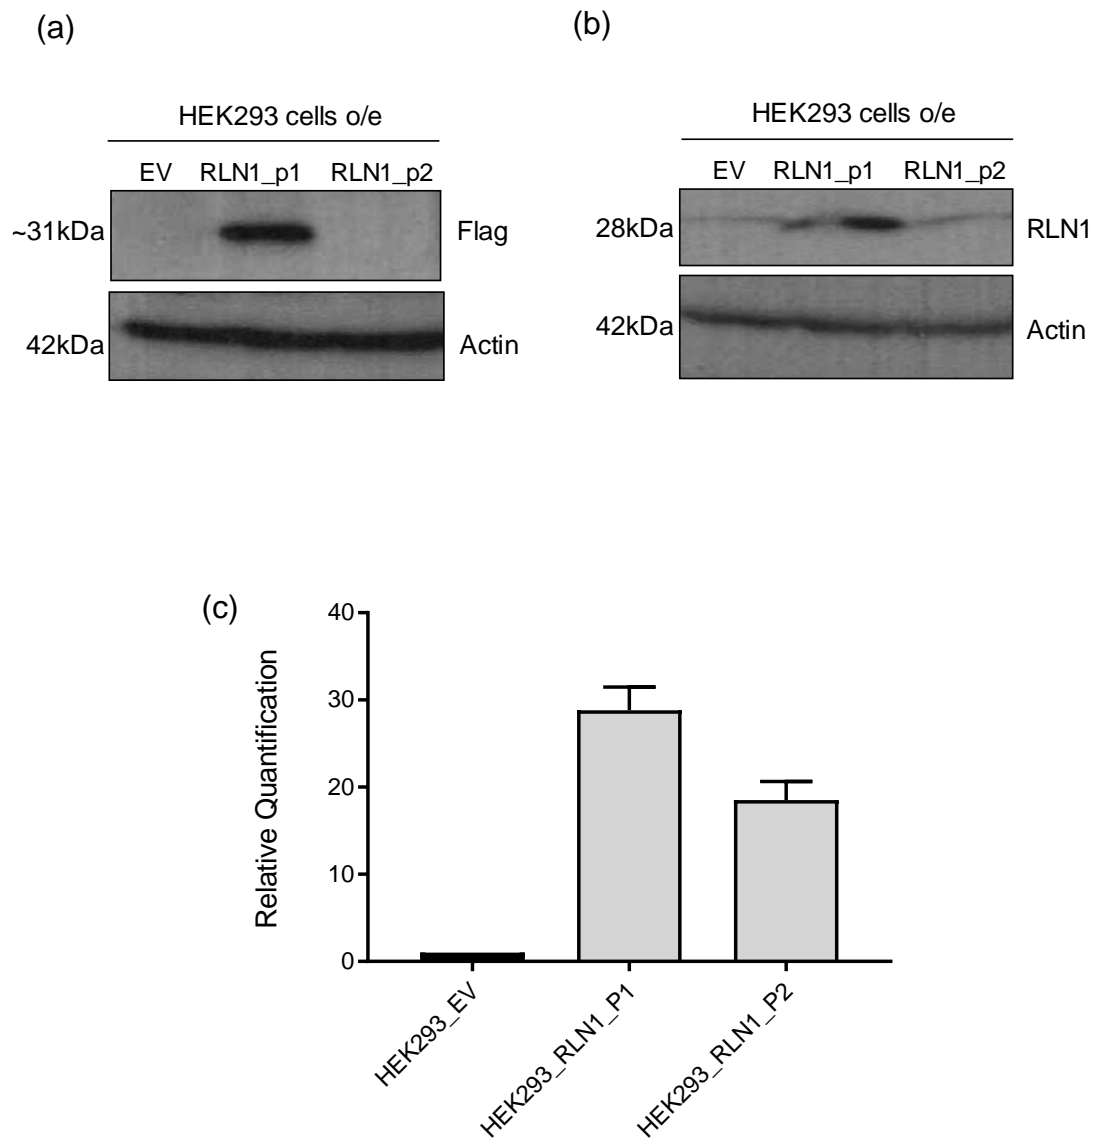 (a)
HEK293 cells o/e
EV RLN1_p1 RLN1_p2
~31kDa Flag
42kDa Actin
(b)
HEK293 cells o/e
EV RLN1_p1 RLN1_p2
28kDa RLN1
42kDa Actin
(c)
Relative Quantification
40
30
20
10
0
HEK293_EV
HEK293_RLN1_P1
HEK293_RLN1_P2